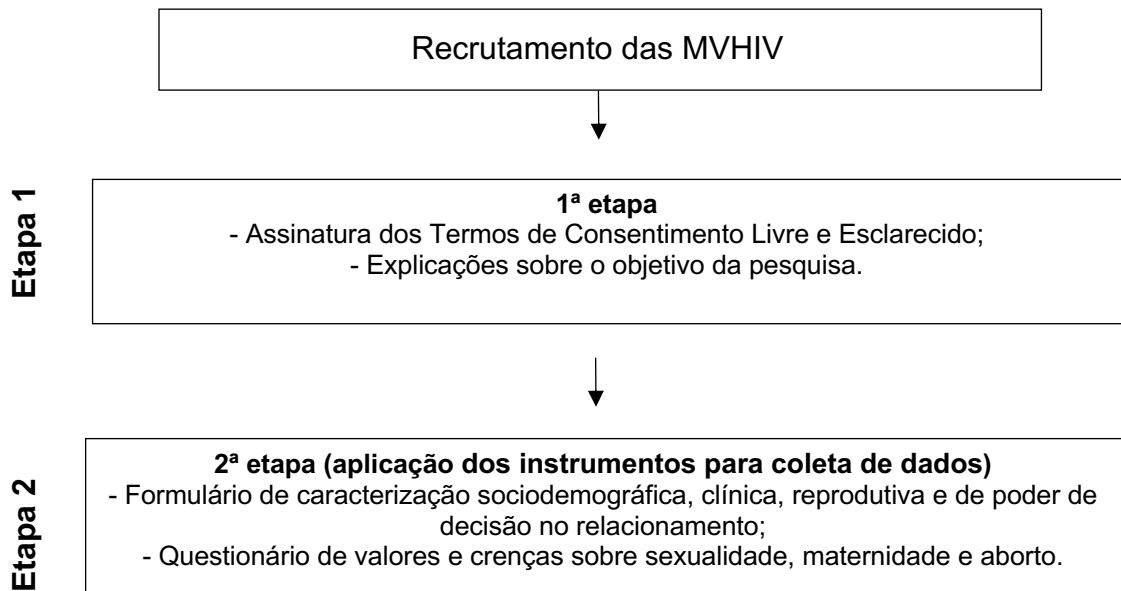 Recrutamento das MVHIV
Etapa 1
1ª etapa
- Assinatura dos Termos de Consentimento Livre e Esclarecido;
- Explicações sobre o objetivo da pesquisa.
Etapa 2
2ª etapa (aplicação dos instrumentos para coleta de dados)
- Formulário de caracterização sociodemográfica, clínica, reprodutiva e de poder de
decisão no relacionamento;
- Questionário de valores e crenças sobre sexualidade, maternidade e aborto.